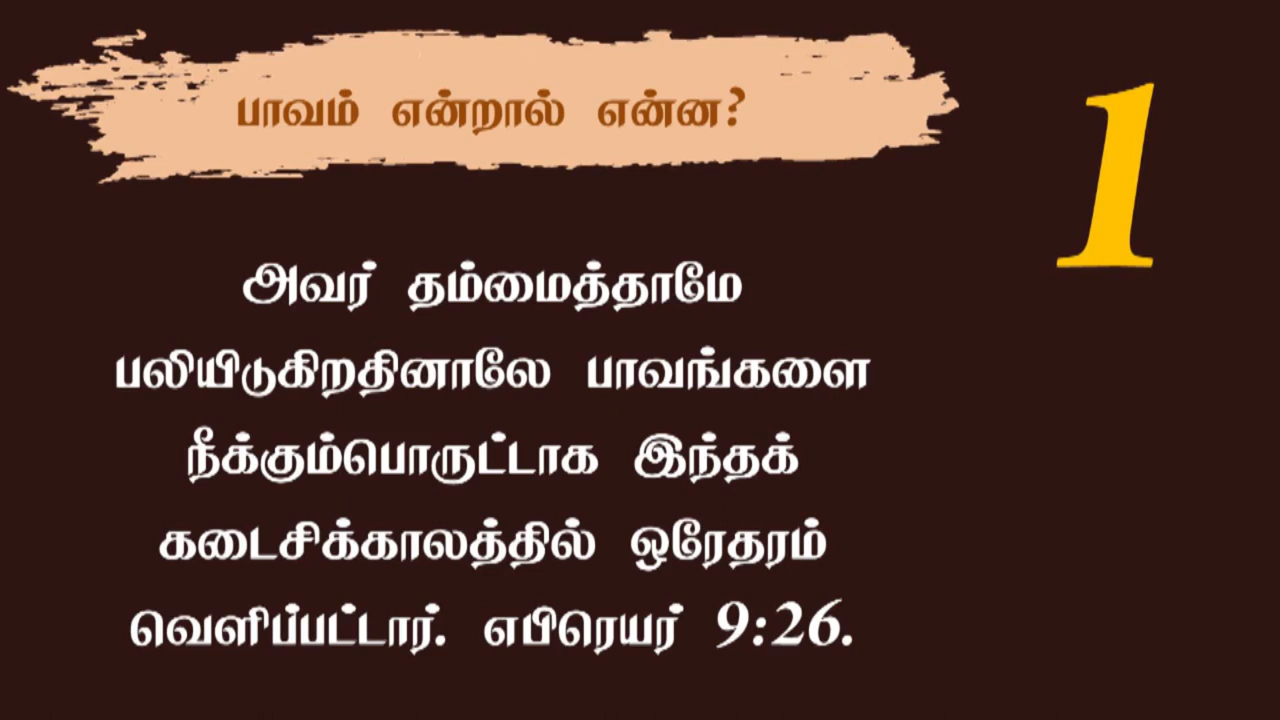 பாவம் என்றால் என்ன?
1
அவர் தம்மைத்தாமே
பலியிடுகிறதினாலே பாவங்களை
நீக்கும்பொருட்டாக இந்தக்
கடைசிக்காலத்தில் ஒரேதரம்
வெளிப்பட்டார். எபிரெயர் 9:26.